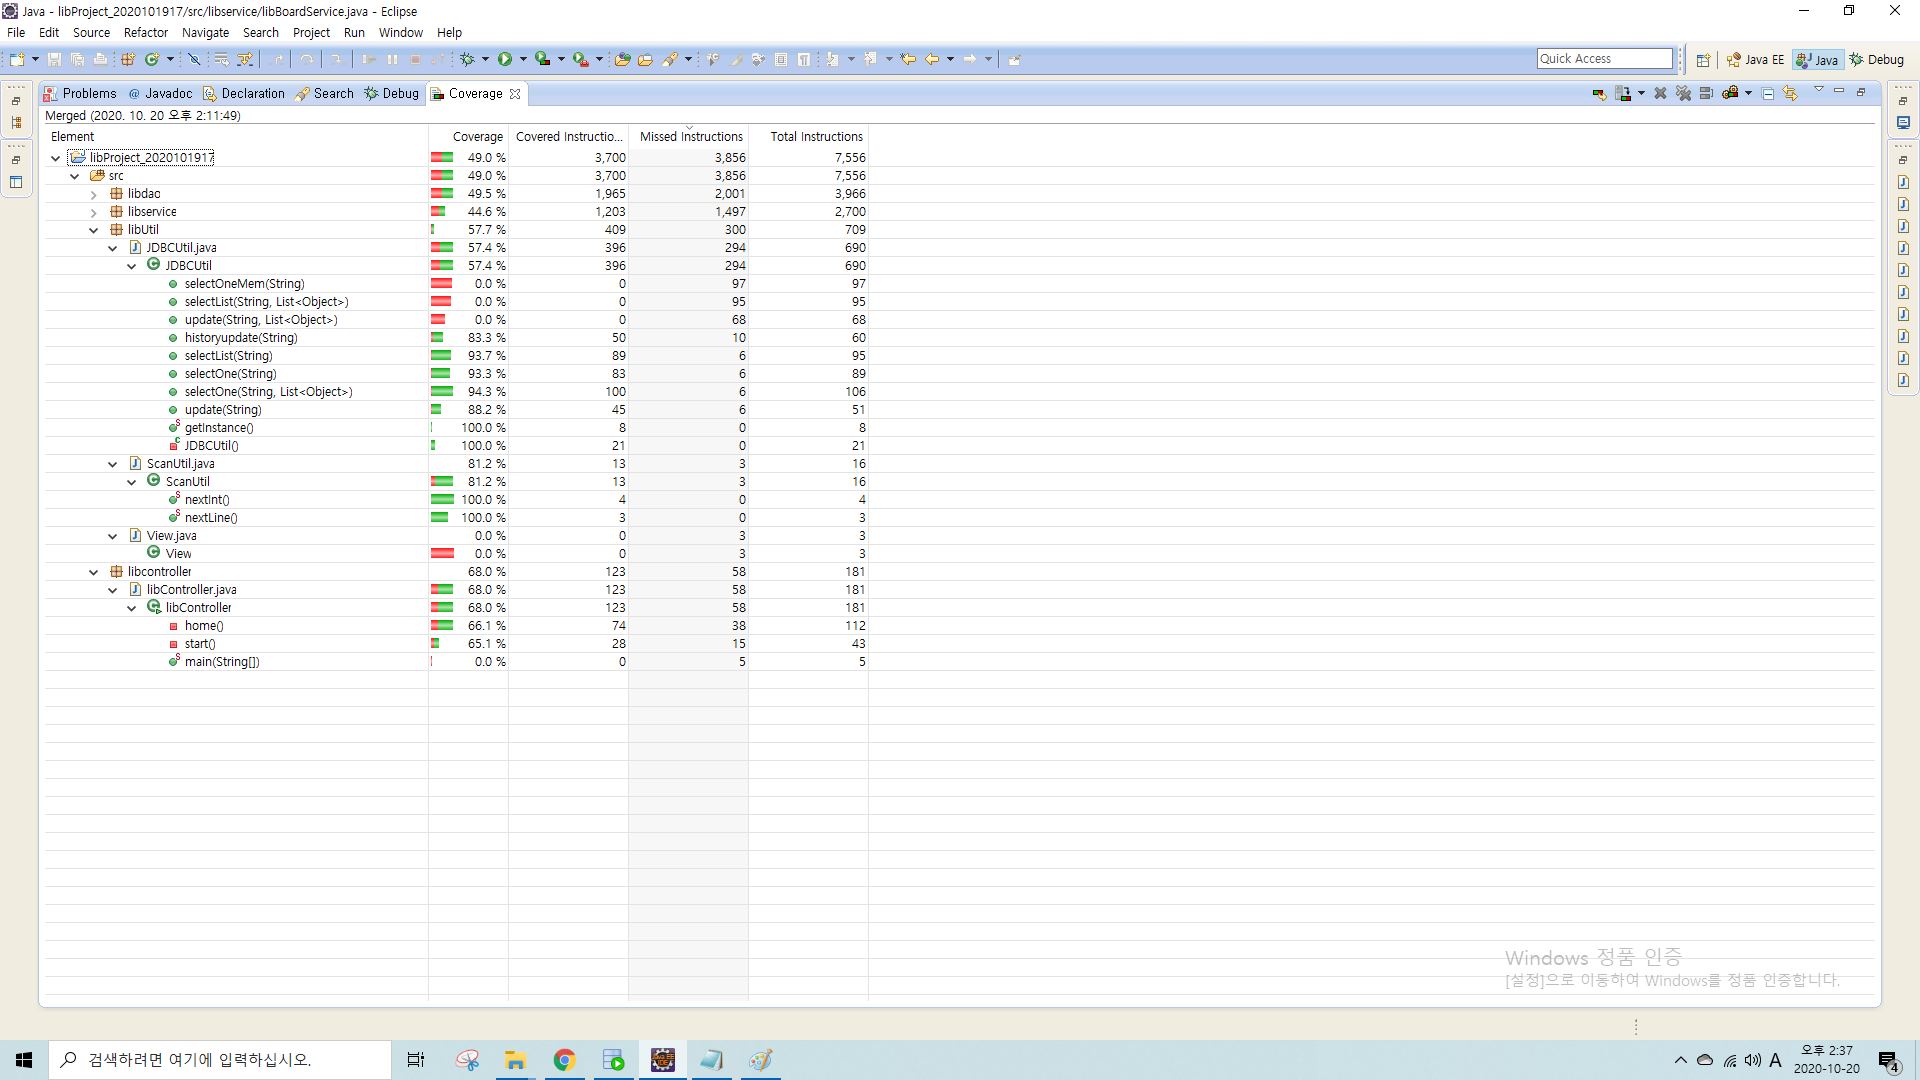 Java - libProject_2020101917/src/libservice/libBoardService.java - Eclipse
File Edit Source Refactor Navigate Search Project Run Window Help
Quick Access Java EE Java Debug
Problems @ Javadoc Declaration Search Debug Coverage
Merged (2020. 10. 20 오후 2:11:49)
Element Coverage Covered Instructio... Missed Instructions Total Instructions
libProject_2020101917 49.0 % 3,700 3,856 7,556
src 49.0 % 3,700 3,856 7,556
libdao 49.5 % 1,965 2,001 3,966
libservice 44.6 % 1,203 1,497 2,700
libUtil 57.7 % 409 300 709
JDBCUtil.java 57.4 % 396 294 690
JDBCUtil 57.4 % 396 294 690
selectOneMem(String) 0.0 % 0 97 97
selectList(String, List<Object>) 0.0 % 0 95 95
update(String, List<Object>) 0.0 % 0 68 68
historyupdate(String) 83.3 % 50 10 60
selectList(String) 93.7 % 89 6 95
selectOne(String) 93.3 % 83 6 89
selectOne(String, List<Object>) 94.3 % 100 6 106
update(String) 88.2 % 45 6 51
getInstance() 100.0 % 8 0 8
JDBCUtil() 100.0 % 21 0 21
ScanUtil.java 81.2 % 13 3 16
ScanUtil 81.2 % 13 3 16
nextInt() 100.0 % 4 0 4
nextLine() 100.0 % 3 0 3
View.java 0.0 % 0 3 3
View 0.0 % 0 3 3
libcontroller 68.0 % 123 58 181
libController.java 68.0 % 123 58 181
libController 68.0 % 123 58 181
home() 66.1 % 74 38 112
start() 65.1 % 28 15 43
main(String[]) 0.0 % 0 5 5
Windows 정품 인증
[설정]으로 이동하여 Windows를 정품 인증합니다.
검색하려면 여기에 입력하십시오.
A 오후 2:37
2020-10-20 4